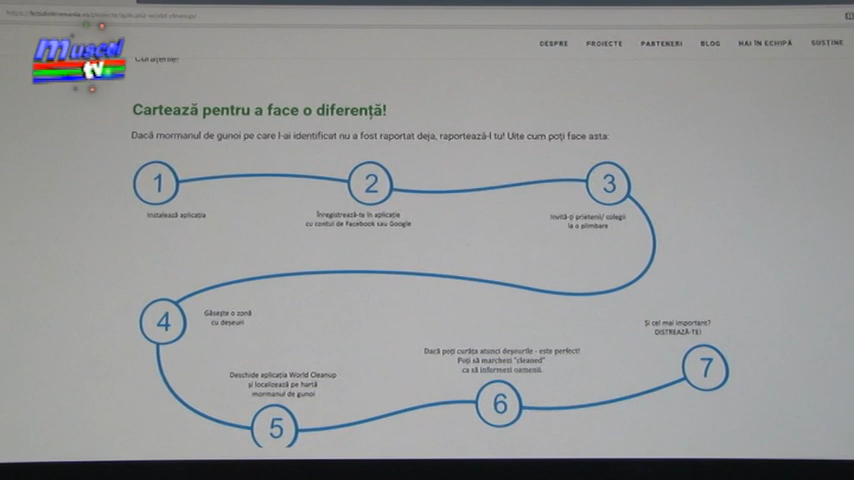 DESPRE PROIECTE PARTENERI BLOG HAI ÎN ECHIPĂ SUSȚINE
Muscel
tv
Cartează pentru a face o diferență!
Dacă mormanul de gunoi pe care l-ai identificat nu a fost raportat deja, raportează-l tu! Uite cum poți face asta:
1
2
3
Instalează aplicația
Înregistrează-te în aplicație
cu contul de Facebook sau Google
Invită-ți prietenii/ colegii
la o plimbare
4
Găsește o zonă
cu deșeuri
Deschide aplicația World Cleanup
și localizează pe hartă
mormanul de gunoi
5
Dacă poți curăța atunci deșeurile - este perfect!
Poți să marchezi "cleaned"
ca să informezi oamenii.
6
Și cel mai important?
DISTREAZĂ-TE!
7